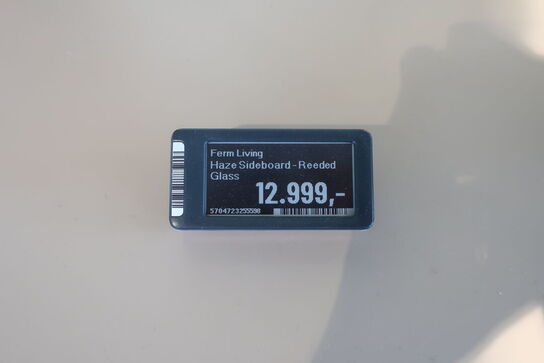 Ferm Living
Haze Sideboard - Reeded
Glass
12.999,-
5704723255598